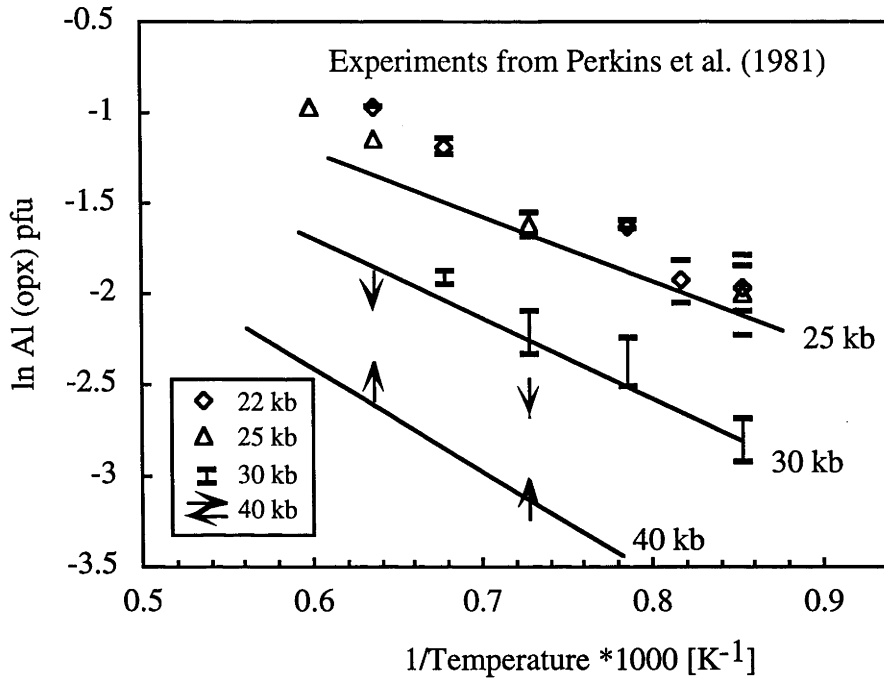 Experiments from Perkins et al. (1981)
ln Al (opx) pfu
-0.5
-1
-1.5
-2
-2.5
-3
-3.5
25 kb
30 kb
40 kb
22 kb
25 kb
30 kb
40 kb
0.5
0.6
0.7
0.8
0.9
1/Temperature *1000 [K-1]